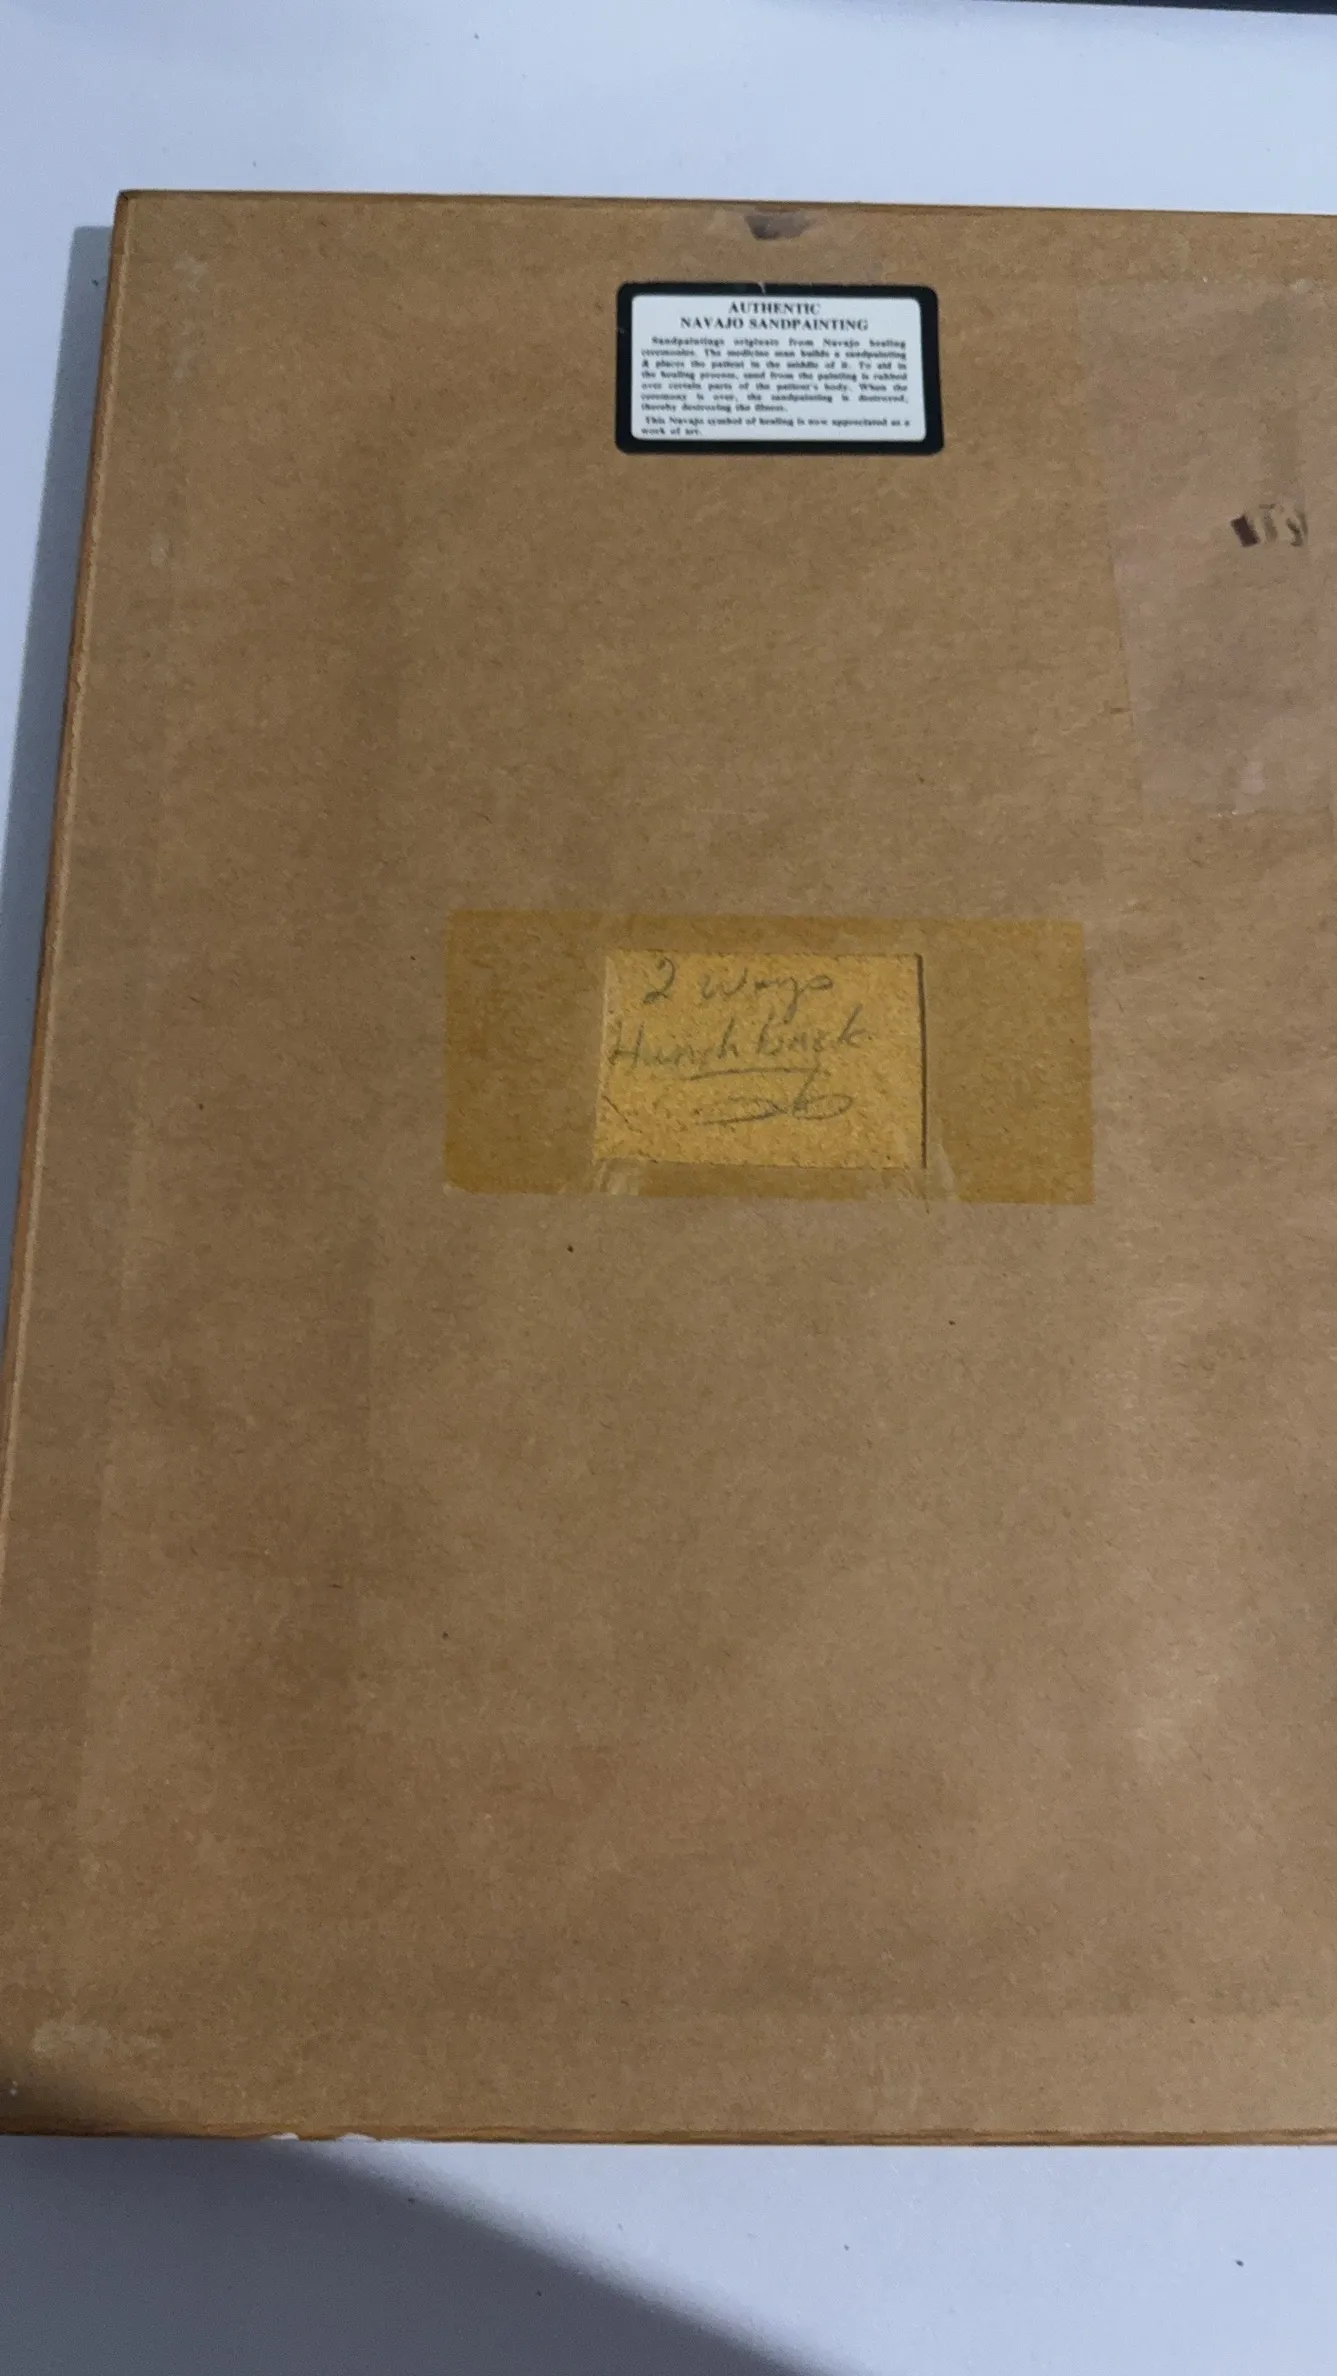 AUTHENTIC
NAVAJO SANDPAINTING
Sandpaintings originate from Navajo healing
ceremonies. The medicine man builds a sandpainting
& places the patient in the middle of it. To aid in
the healing process, sand from the painting is rubbed
over certain parts of the patient's body. When the
ceremony is over, the sandpainting is destroyed,
thereby destroying the illness.
This Navajo symbol of healing is now appreciated as a
work of art.
2 Ways
Hunchback